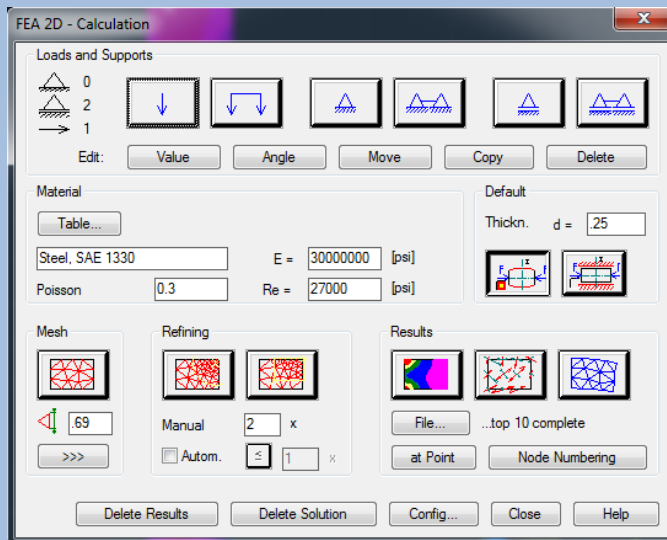 FEA 2D - Calculation
Loads and Supports
0
2
1
Edit: Value Angle Move Copy Delete
Material
Table...
Steel, SAE 1330 E = 30000000 [psi]
Poisson 0.3 Re = 27000 [psi]
Default
Thickn. d = .25
F F
F F
Mesh
.69
>>>
Refining
Manual 2 x
Autom. ≤ 1 x
Results
File... ...top 10 complete
at Point Node Numbering
Delete Results Delete Solution Config... Close Help